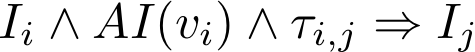 I_i ∧ AI(v_i) ∧ τ_{i,j} ⇒ I_j